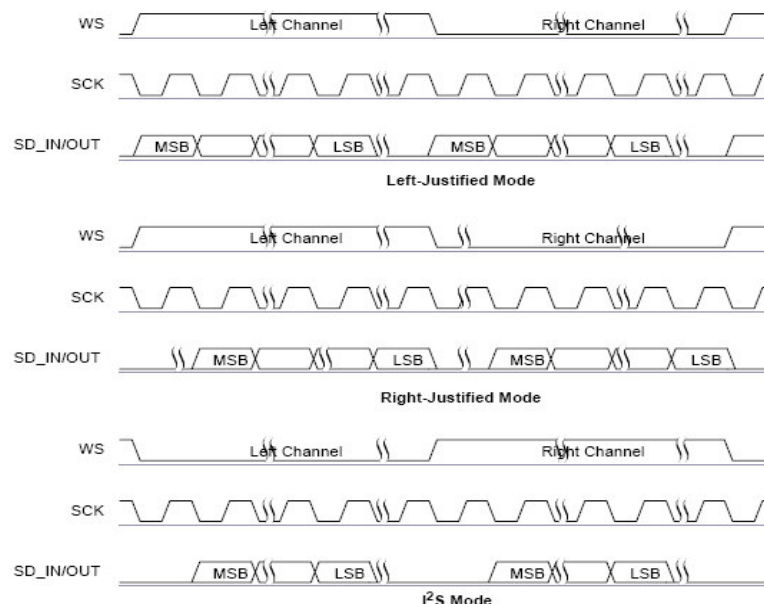 WS Left Channel Right Channel
SCK
SD_IN/OUT MSB LSB MSB LSB
Left-Justified Mode
WS Left Channel Right Channel
SCK
SD_IN/OUT MSB LSB MSB LSB
Right-Justified Mode
WS Left Channel Right Channel
SCK
SD_IN/OUT MSB LSB MSB LSB
I²S Mode